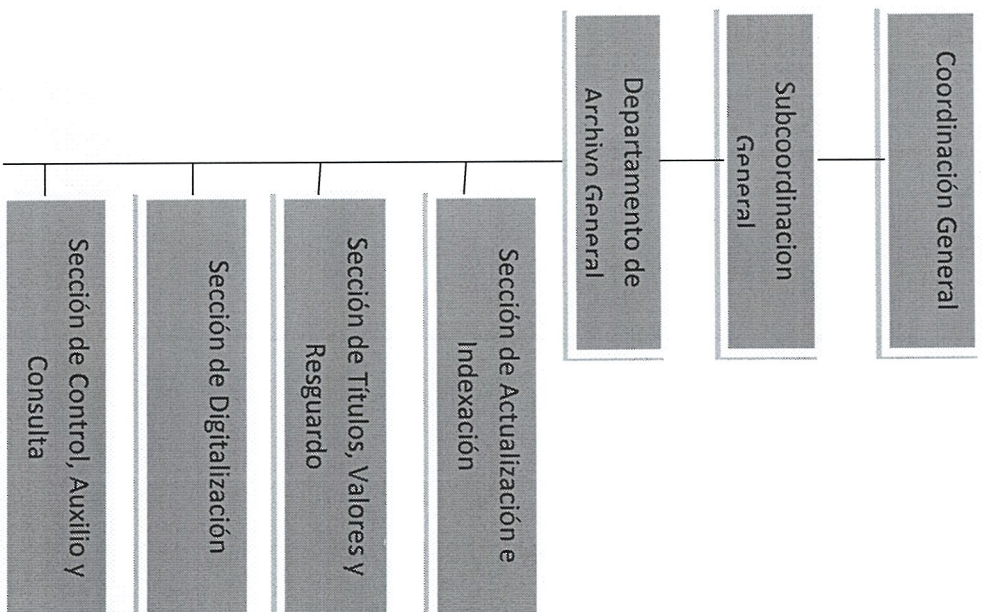 Coordinación General
Subcoordinacion
General
Departamento de
Archivo General
Sección de Actualización e
Indexación
Sección de Títulos, Valores y
Resguardo
Sección de Digitalización
Sección de Control, Auxilio y
Consulta